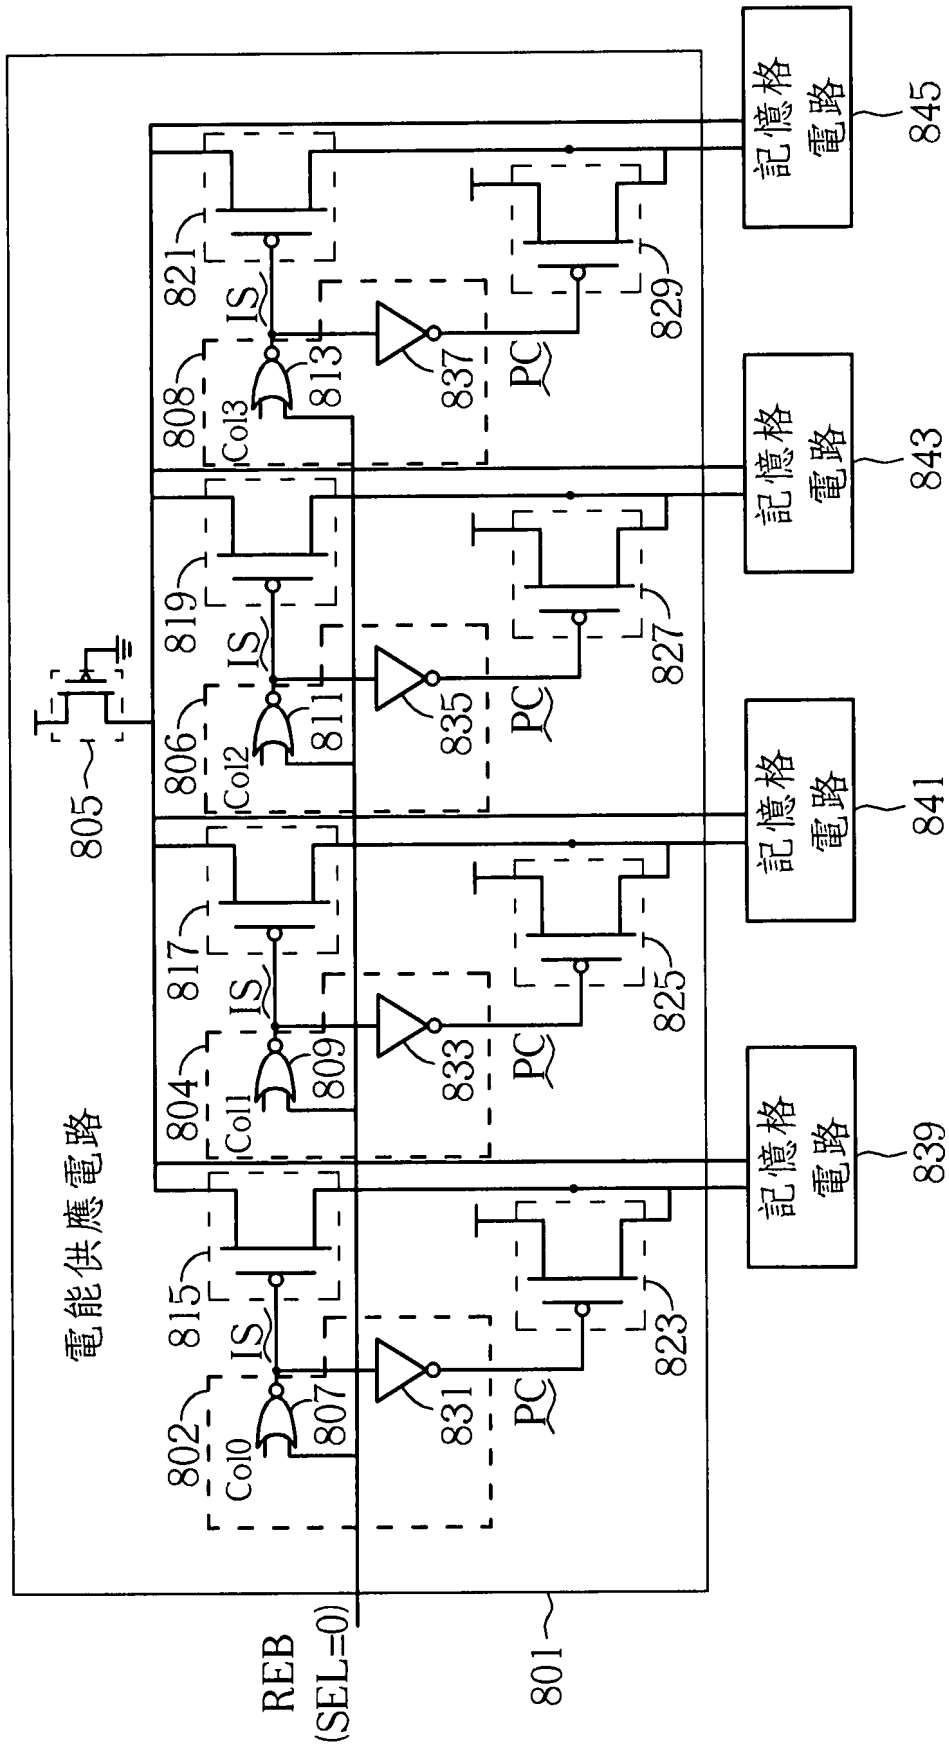 電能供應電路
805
802
804
806
808
815
817
819
821
IS
IS
IS
IS
Col0
Col1
Col2
Col3
807
809
811
813
REB
(SEL=0)
831
833
835
837
PC
PC
PC
PC
823
825
827
829
801
記憶格
電路
記憶格
電路
記憶格
電路
記憶格
電路
839
841
843
845